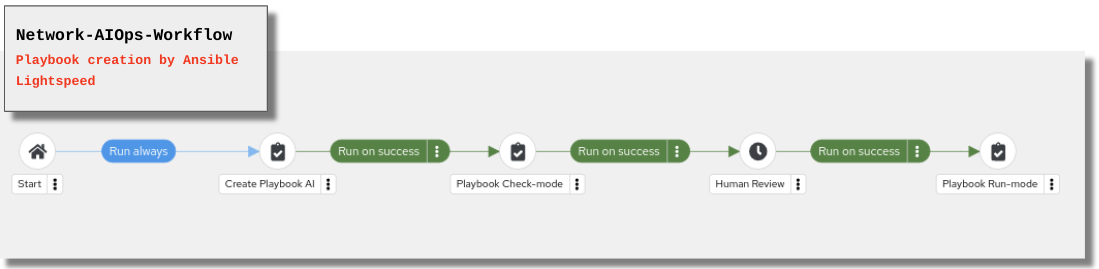 Network-AIOps-Workflow
Playbook creation by Ansible
Lightspeed
Run always
Run on success
Run on success
Run on success
Start
Create Playbook AI
Playbook Check-mode
Human Review
Playbook Run-mode